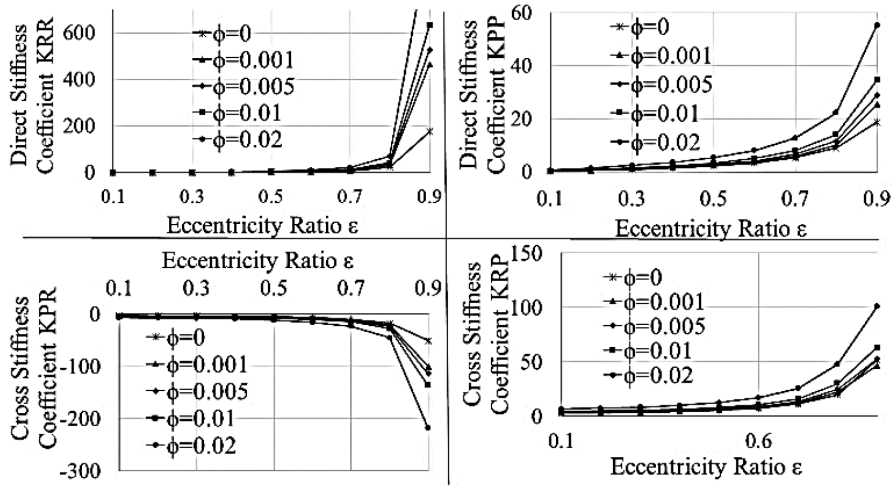 Direct Stiffness
Coefficient KRR
600
400
200
0
ϕ=0
ϕ=0.001
ϕ=0.005
ϕ=0.01
ϕ=0.02
0.1 0.3 0.5 0.7 0.9
Eccentricity Ratio ε
Direct Stiffness
Coefficient KPP
60
40
20
0
ϕ=0
ϕ=0.001
ϕ=0.005
ϕ=0.01
ϕ=0.02
0.1 0.3 0.5 0.7 0.9
Eccentricity Ratio ε
Eccentricity Ratio ε
0.1 0.3 0.5 0.7 0.9
Cross Stiffness
Coefficient KPR
0
-100
-200
-300
ϕ=0
ϕ=0.001
ϕ=0.005
ϕ=0.01
ϕ=0.02
Cross Stiffness
Coefficient KRP
150
100
50
0
ϕ=0
ϕ=0.001
ϕ=0.005
ϕ=0.01
ϕ=0.02
0.1 0.6
Eccentricity Ratio ε